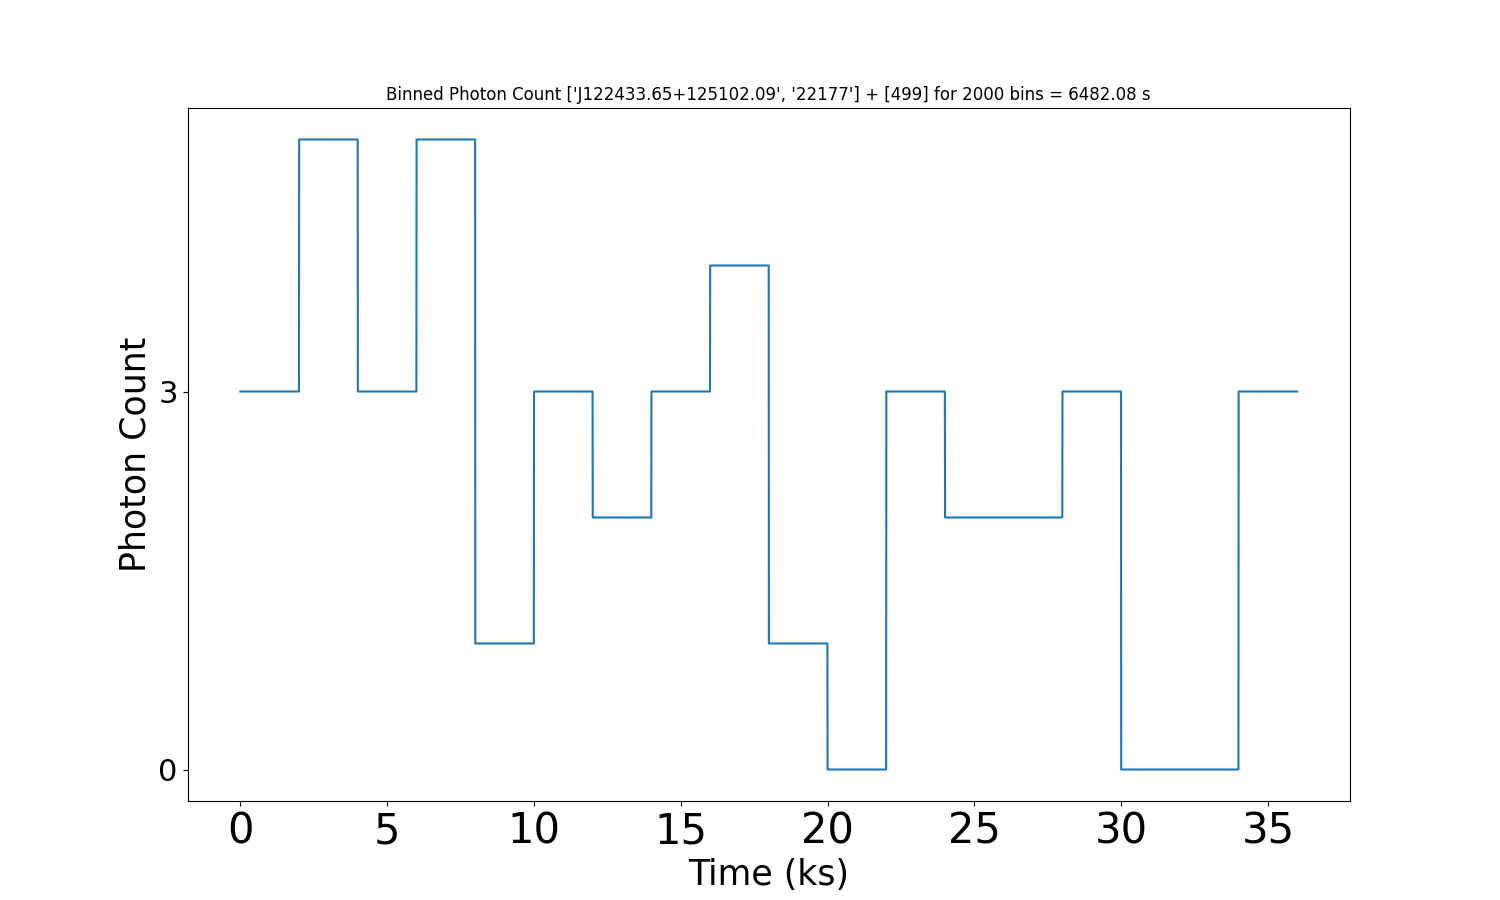 Binned Photon Count ['J122433.65+125102.09', '22177'] + [499] for 2000 bins = 6482.08 s
Photon Count
3
0
0 5 10 15 20 25 30 35
Time (ks)